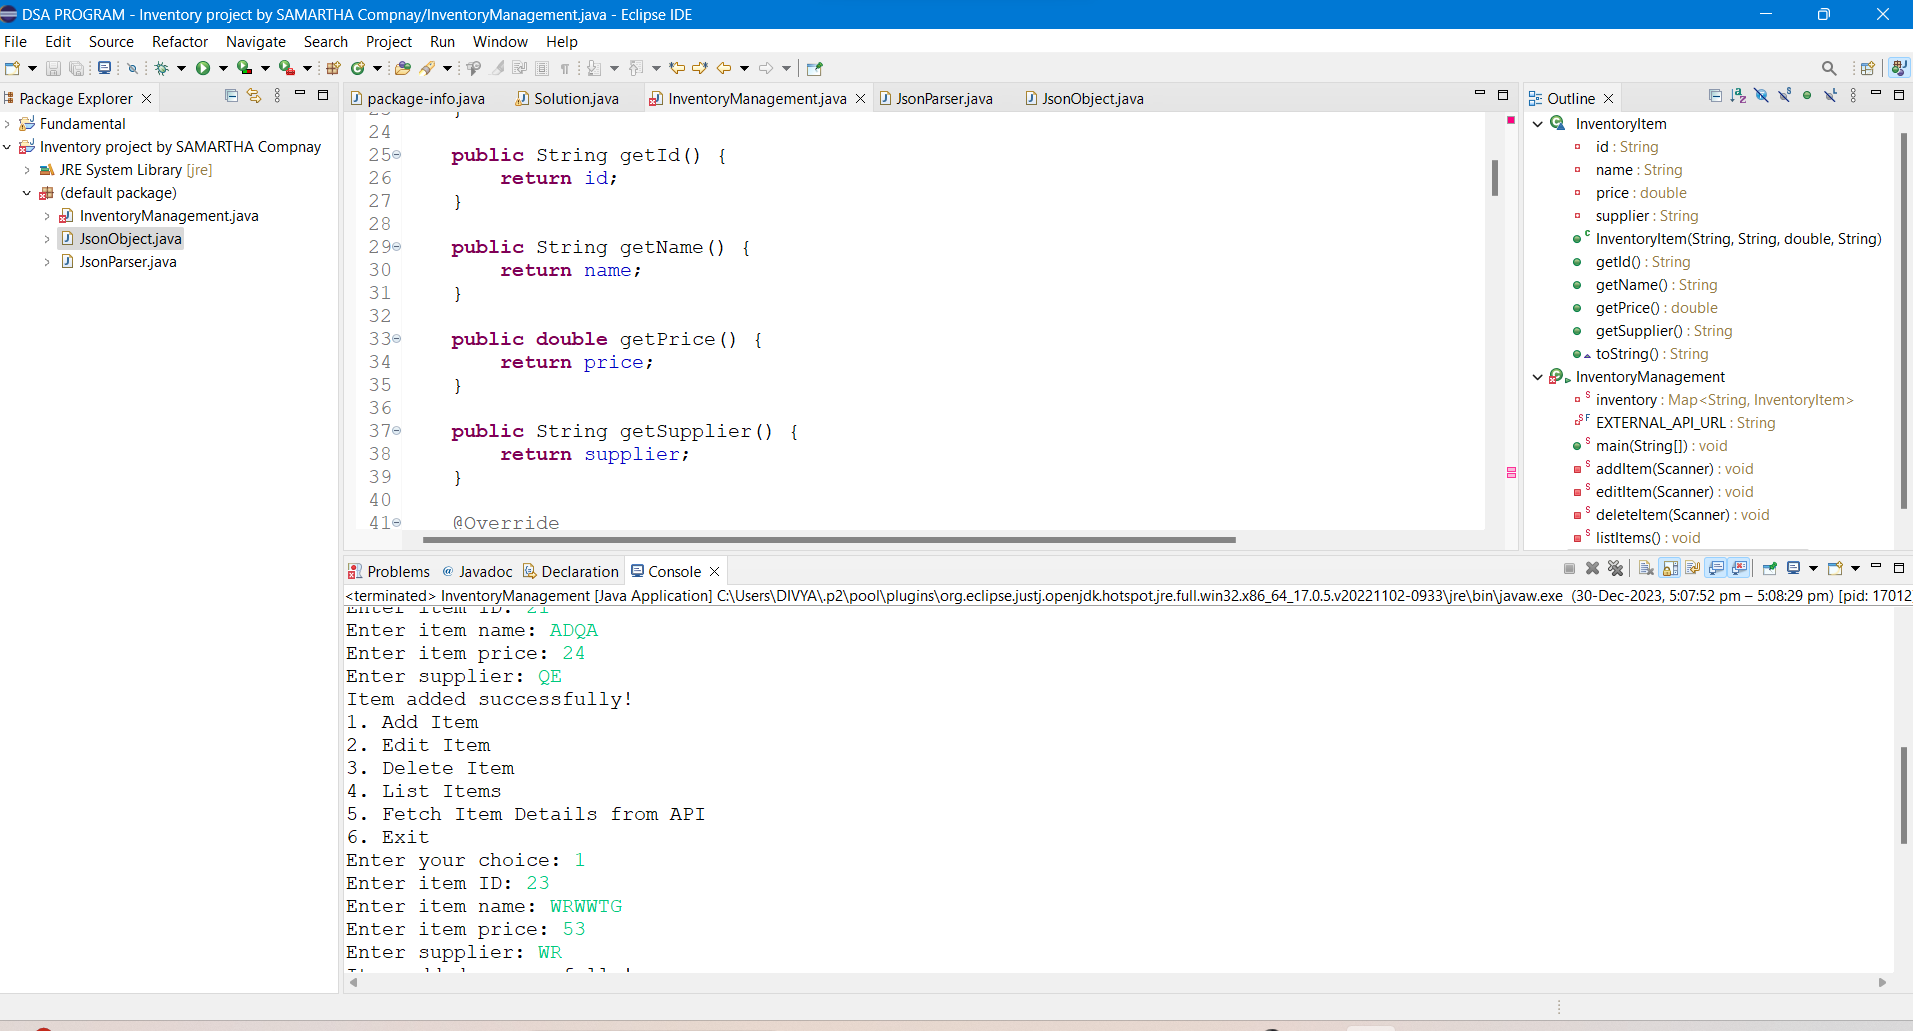 DSA PROGRAM - Inventory project by SAMARTHA Compnay/InventoryManagement.java - Eclipse IDE
File Edit Source Refactor Navigate Search Project Run Window Help
Package Explorer
Fundamental
Inventory project by SAMARTHA Compnay
JRE System Library [jre]
(default package)
InventoryManagement.java
JsonObject.java
JsonParser.java
package-info.java Solution.java InventoryManagement.java JsonParser.java JsonObject.java
24
25 public String getId() {
26 return id;
27 }
28
29 public String getName() {
30 return name;
31 }
32
33 public double getPrice() {
34 return price;
35 }
36
37 public String getSupplier() {
38 return supplier;
39 }
40
41 @Override
Outline
InventoryItem
id : String
name : String
price : double
supplier : String
InventoryItem(String, String, double, String)
getId() : String
getName() : String
getPrice() : double
getSupplier() : String
toString() : String
InventoryManagement
inventory : Map<String, InventoryItem>
EXTERNAL_API_URL : String
main(String[]) : void
addItem(Scanner) : void
editItem(Scanner) : void
deleteItem(Scanner) : void
listItems() : void
Problems Javadoc Declaration Console
<terminated> InventoryManagement [Java Application] C:\Users\DIVYA\.p2\pool\plugins\org.eclipse.justj.openjdk.hotspot.jre.full.win32.x86_64_17.0.5.v20221102-0933\jre\bin\javaw.exe (30-Dec-2023, 5:07:52 pm – 5:08:29 pm) [pid: 17012]
Enter item ID: 21
Enter item name: ADQA
Enter item price: 24
Enter supplier: QE
Item added successfully!
1. Add Item
2. Edit Item
3. Delete Item
4. List Items
5. Fetch Item Details from API
6. Exit
Enter your choice: 1
Enter item ID: 23
Enter item name: WRWWTG
Enter item price: 53
Enter supplier: WR